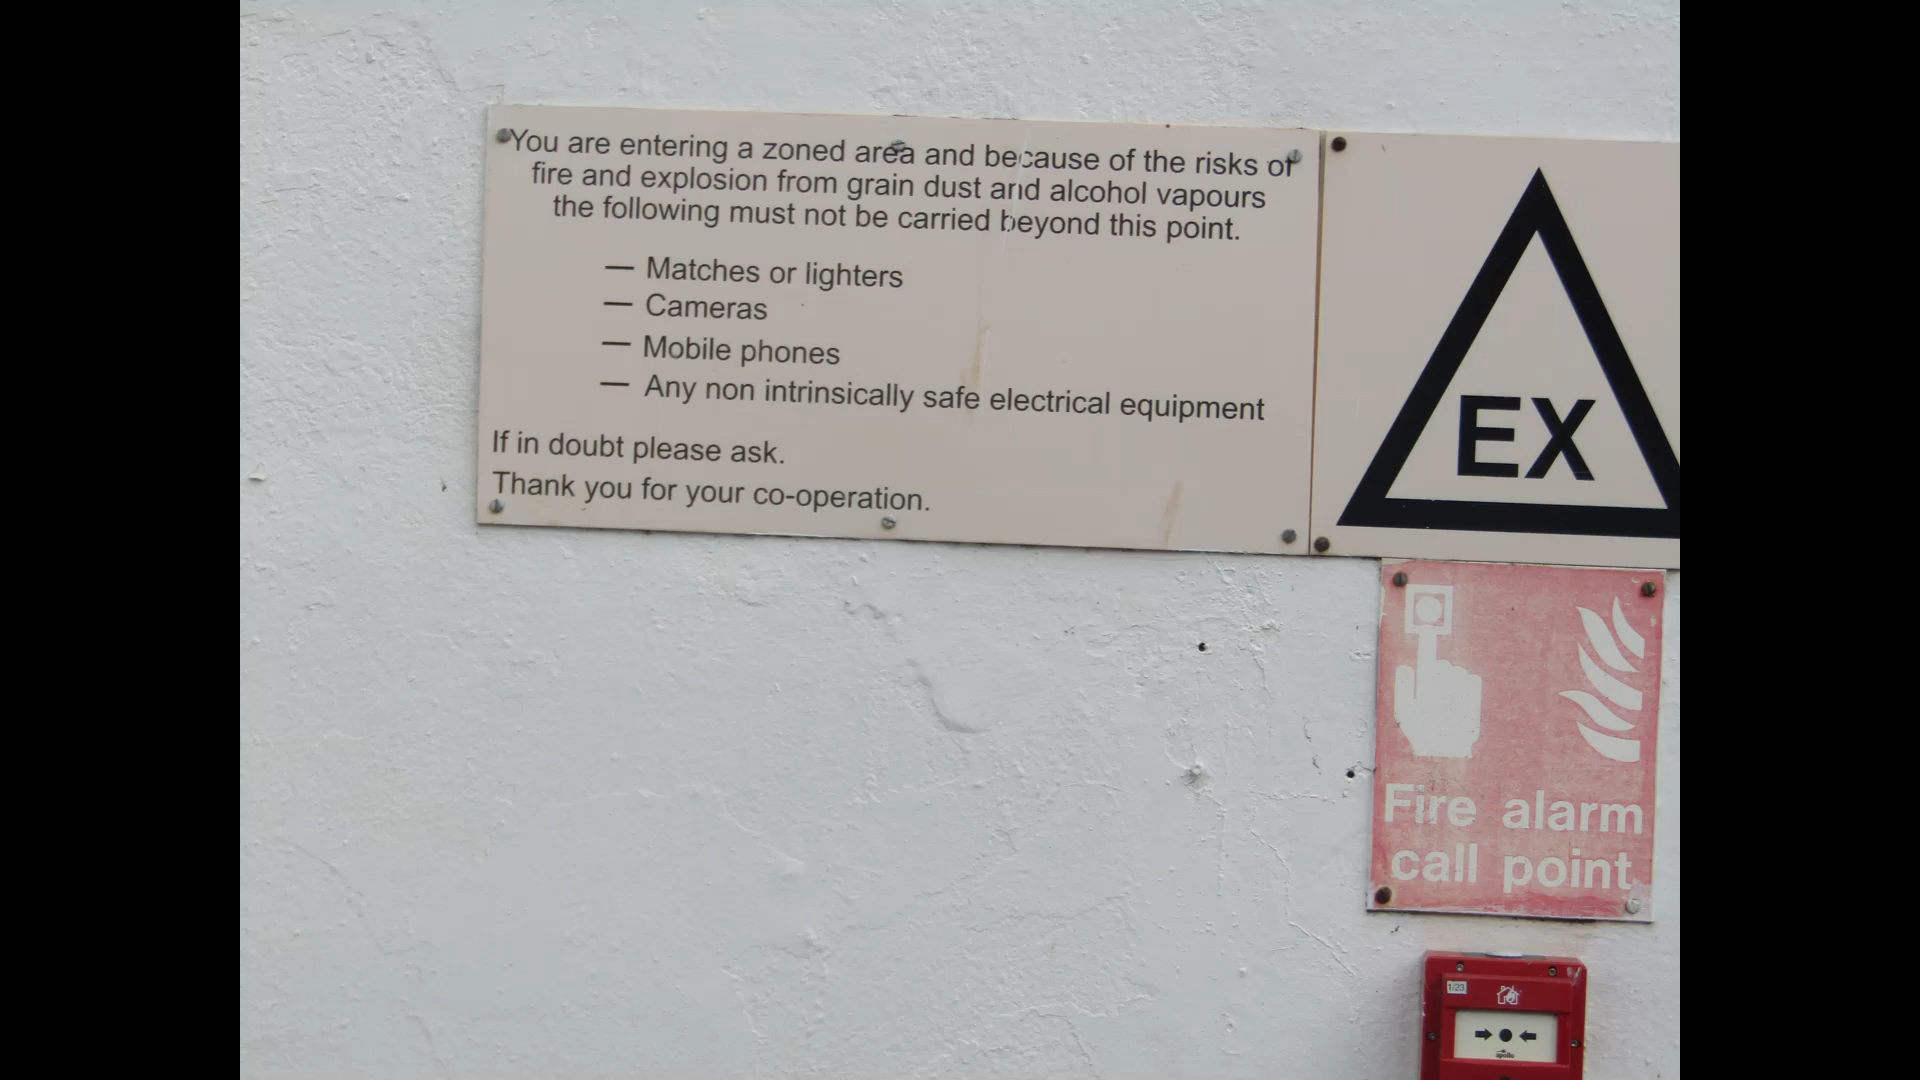 You are entering a zoned area and because of the risks of
fire and explosion from grain dust and alcohol vapours
the following must not be carried beyond this point.
— Matches or lighters
— Cameras
— Mobile phones
— Any non intrinsically safe electrical equipment
If in doubt please ask.
Thank you for your co-operation.
EX
Fire alarm
call point
1/23
apollo